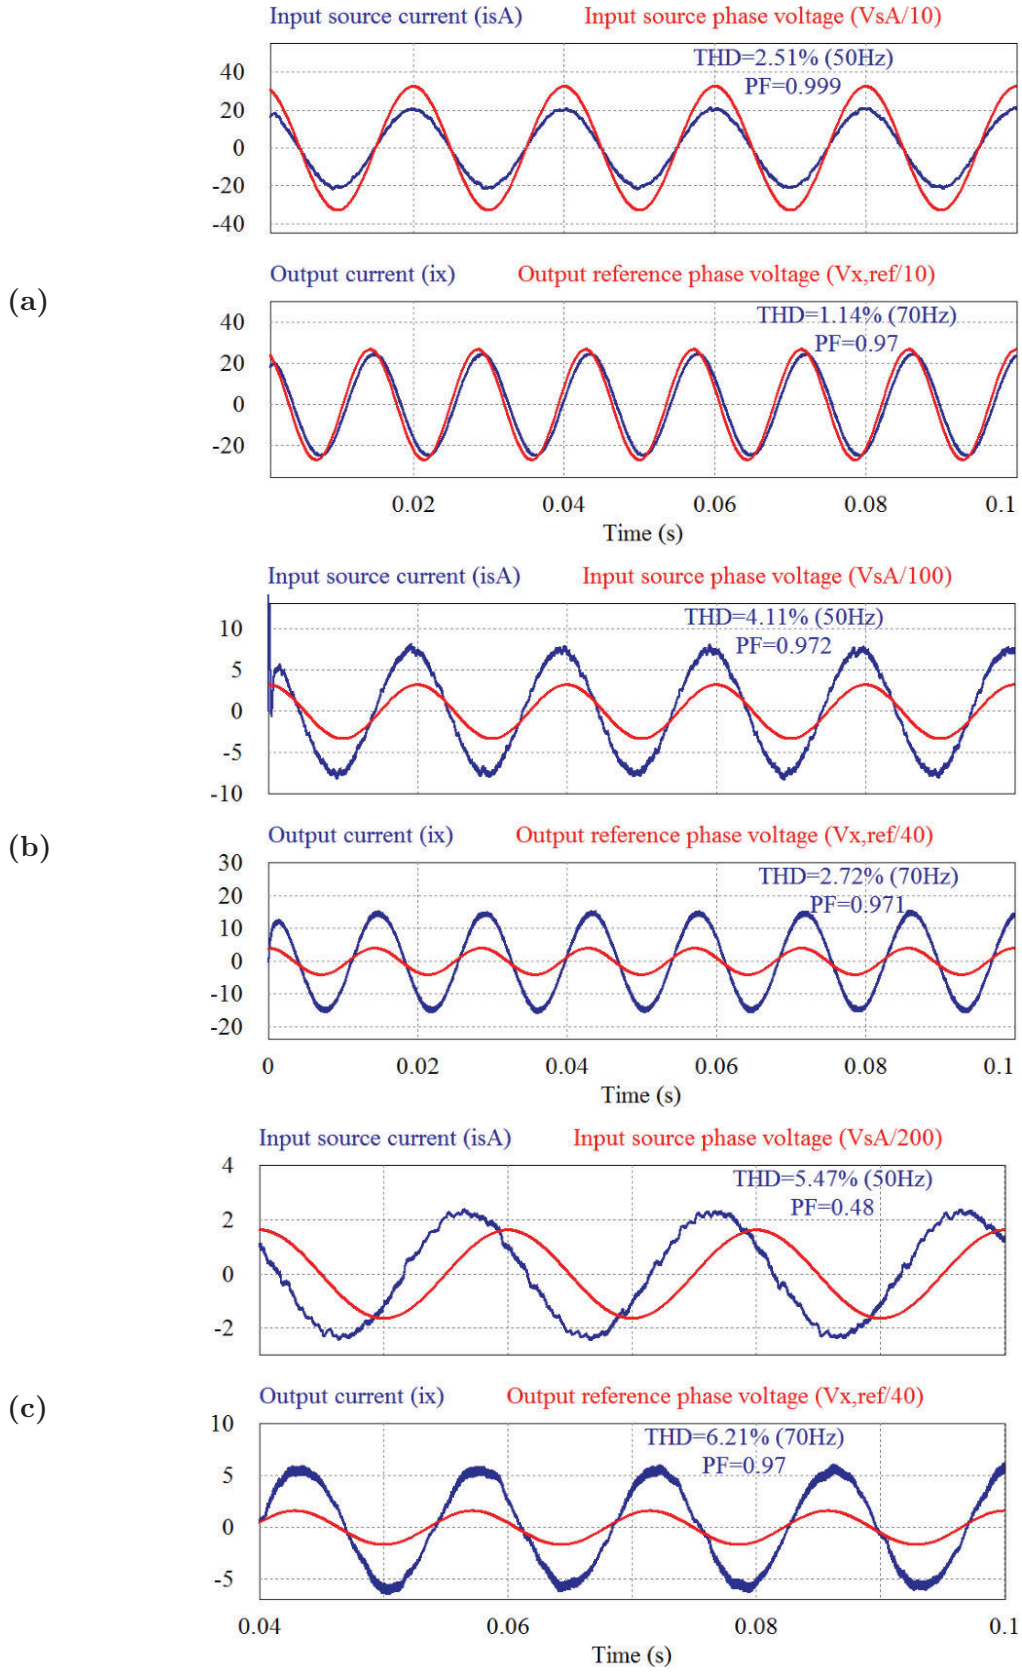 Input source current (isA) Input source phase voltage (VsA/10)
THD=2.51% (50Hz)
PF=0.999
40
20
0
-20
-40
(a)
Output current (ix) Output reference phase voltage (Vx,ref/10)
THD=1.14% (70Hz)
PF=0.97
40
20
0
-20
0.02 0.04 0.06 0.08 0.1
Time (s)
Input source current (isA) Input source phase voltage (VsA/100)
THD=4.11% (50Hz)
PF=0.972
10
5
0
-5
-10
(b)
Output current (ix) Output reference phase voltage (Vx,ref/40)
THD=2.72% (70Hz)
PF=0.971
30
20
10
0
-10
-20
0 0.02 0.04 0.06 0.08 0.1
Time (s)
Input source current (isA) Input source phase voltage (VsA/200)
THD=5.47% (50Hz)
PF=0.48
4
2
0
-2
(c)
Output current (ix) Output reference phase voltage (Vx,ref/40)
THD=6.21% (70Hz)
PF=0.97
10
5
0
-5
0.04 0.06 0.08 0.1
Time (s)